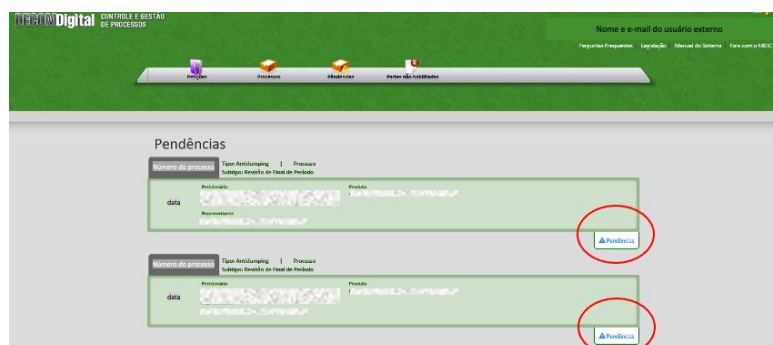 DECOMDigital CONTROLE E GESTÃO
DE PROCESSOS
Nome e e-mail do usuário externo
Perguntas Frequentes Legislação Manual do Sistema Fale com o MDIC
Petições Processos Pendências Partes não habilitadas
Pendências
Número do processo Tipo: Antidumping | Processo
Subtipo: Revisão de Final de Período
Peticionário Produto
data
Representante
Pendências
Número do processo Tipo: Antidumping | Processo
Subtipo: Revisão de Final de Período
Peticionário Produto
data
Pendências